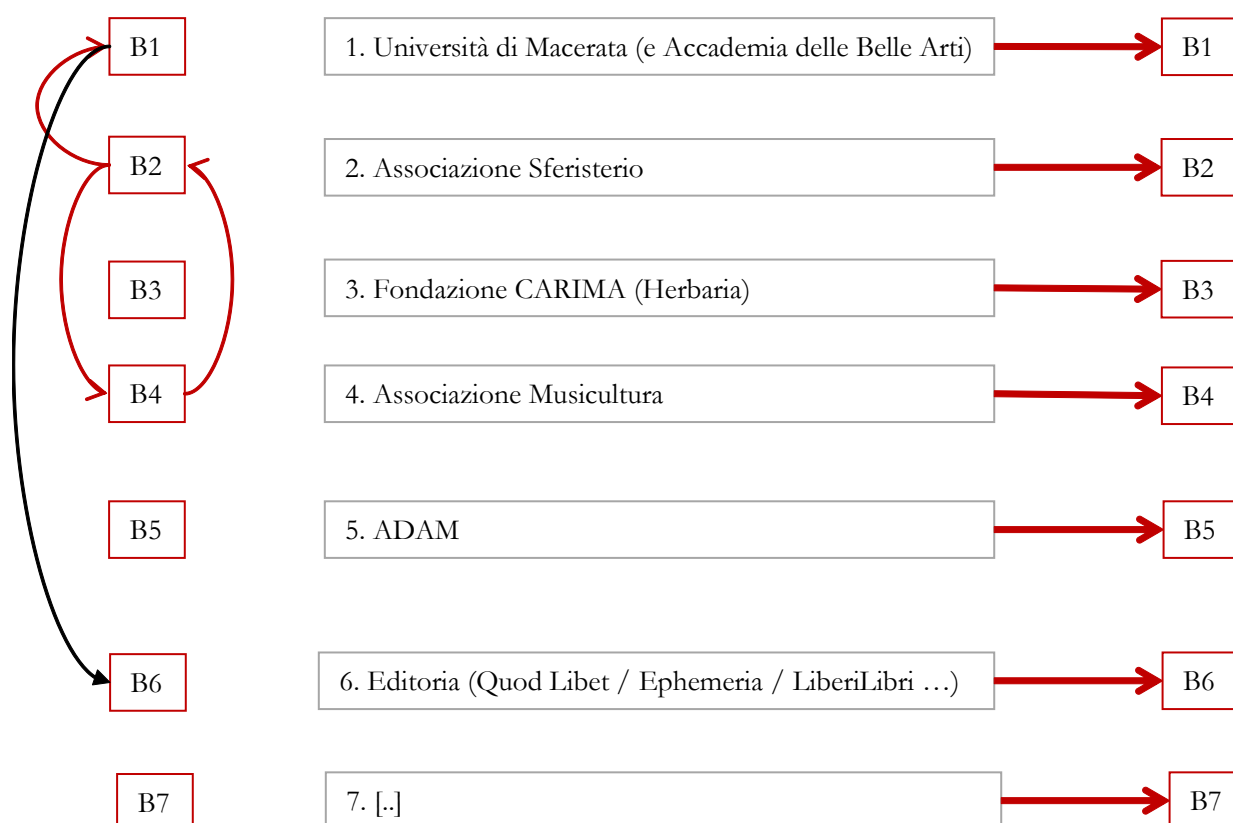 B1 1. Università di Macerata (e Accademia delle Belle Arti) B1
B2 2. Associazione Sferisterio B2
B3 3. Fondazione CARIMA (Herbaria) B3
B4 4. Associazione Musicultura B4
B5 5. ADAM B5
B6 6. Editoria (Quod Libet / Ephemeria / LiberiLibri …) B6
B7 7. [..] B7